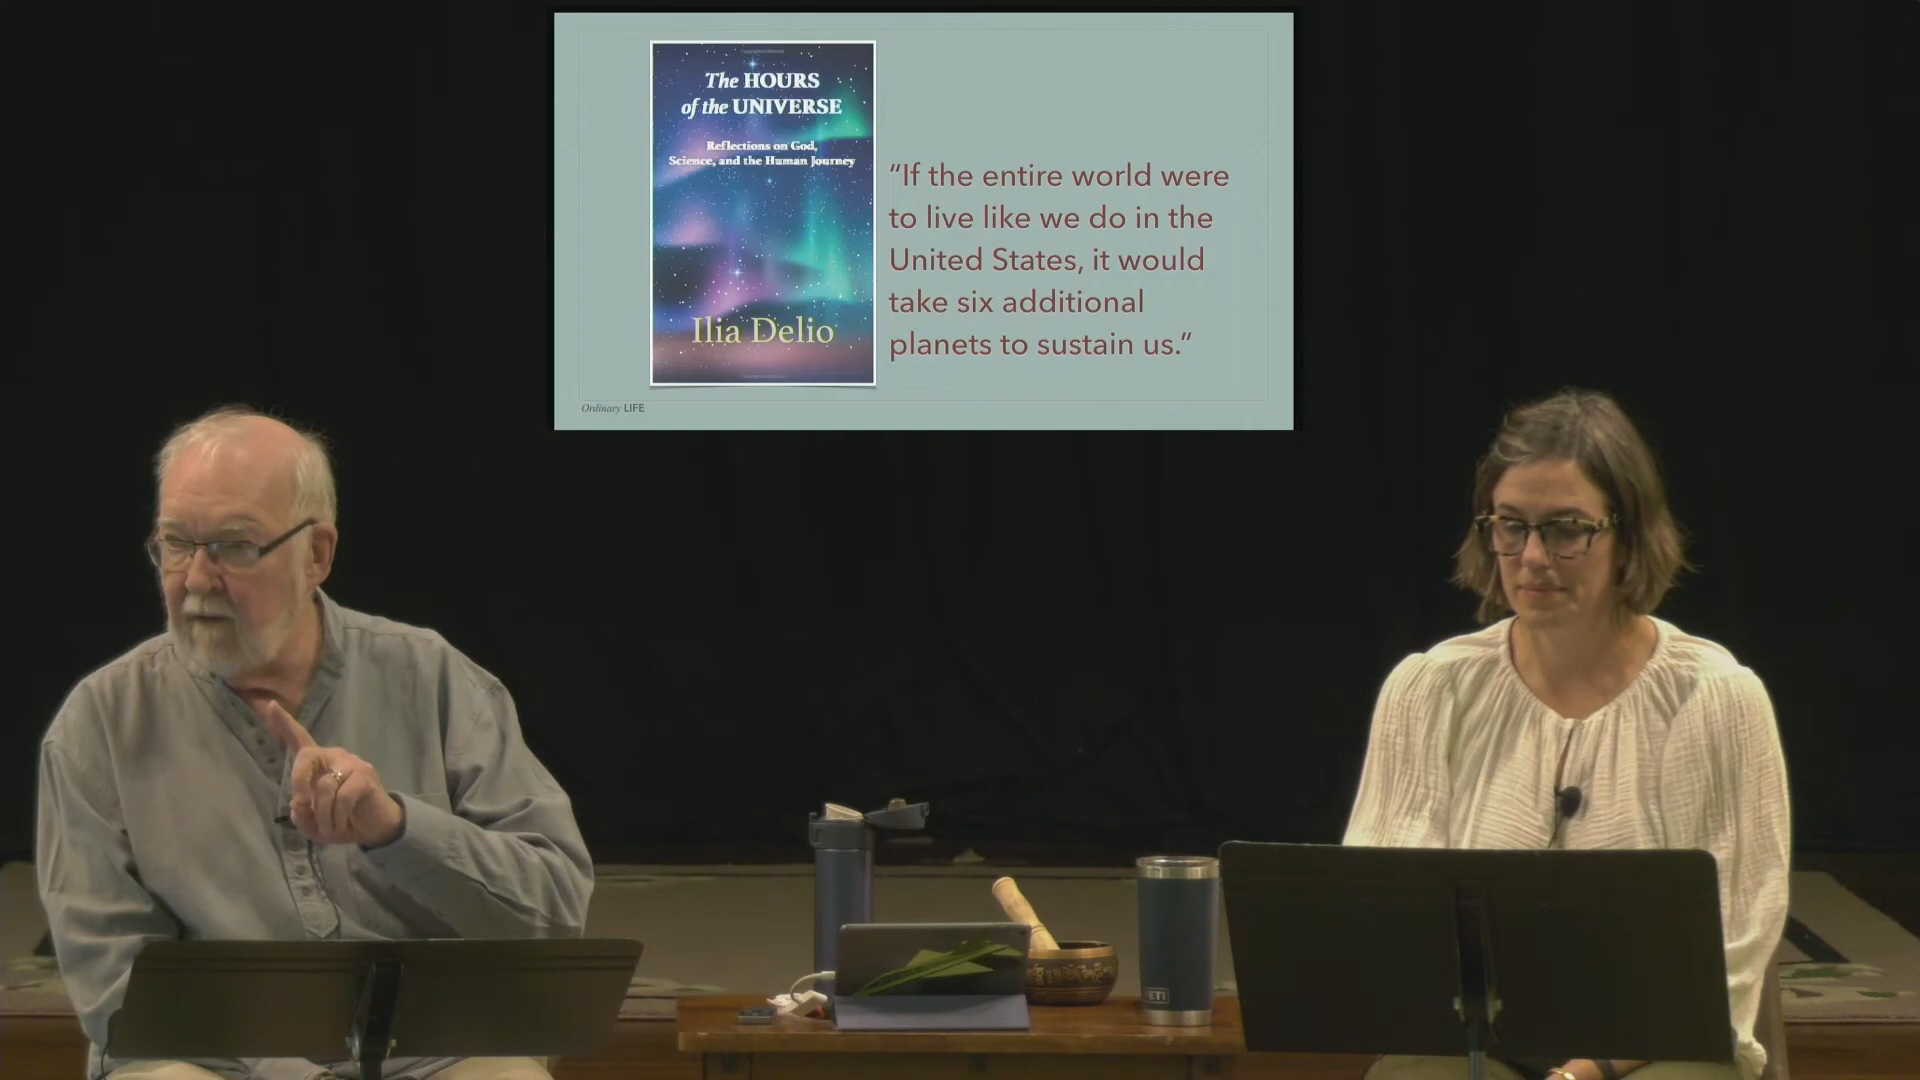 The HOURS
of the UNIVERSE
Reflections on God,
Science, and the Human Journey
Ilia Delio
“If the entire world were
to live like we do in the
United States, it would
take six additional
planets to sustain us.”
Ordinary LIFE
YETI